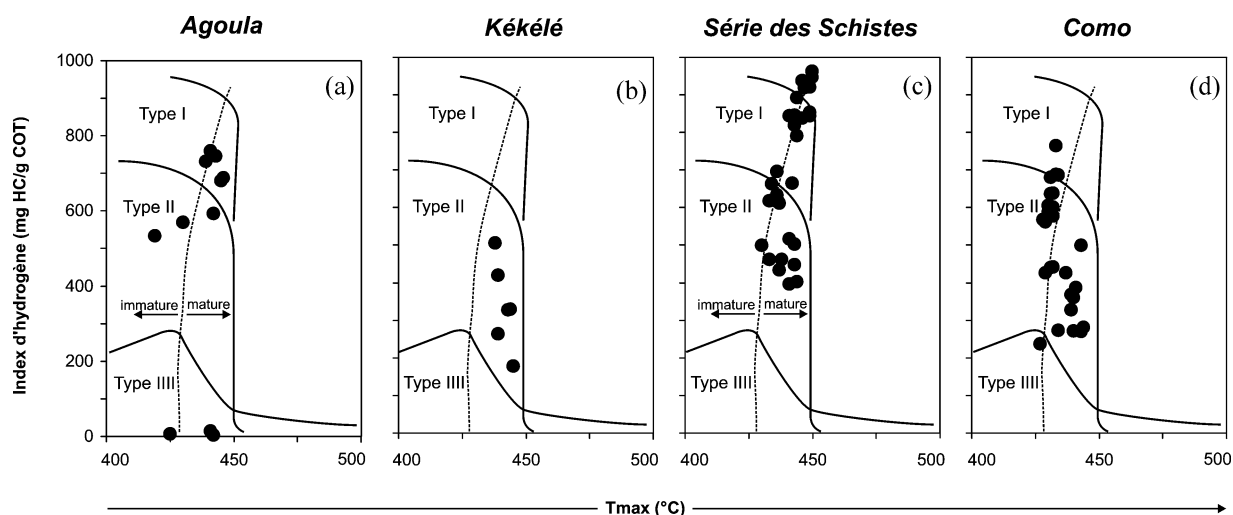 Agoula
Kékélé
Série des Schistes
Como
Index d'hydrogène (mg HC/g COT)
1000
800
600
400
200
0
(a)
Type I
Type II
immature
mature
Type IIII
400
450
500
(b)
Type I
Type II
Type IIII
400
450
500
(c)
Type I
Type II
immature
mature
Type IIII
400
450
500
(d)
Type I
Type II
Type IIII
400
450
500
Tmax (°C)